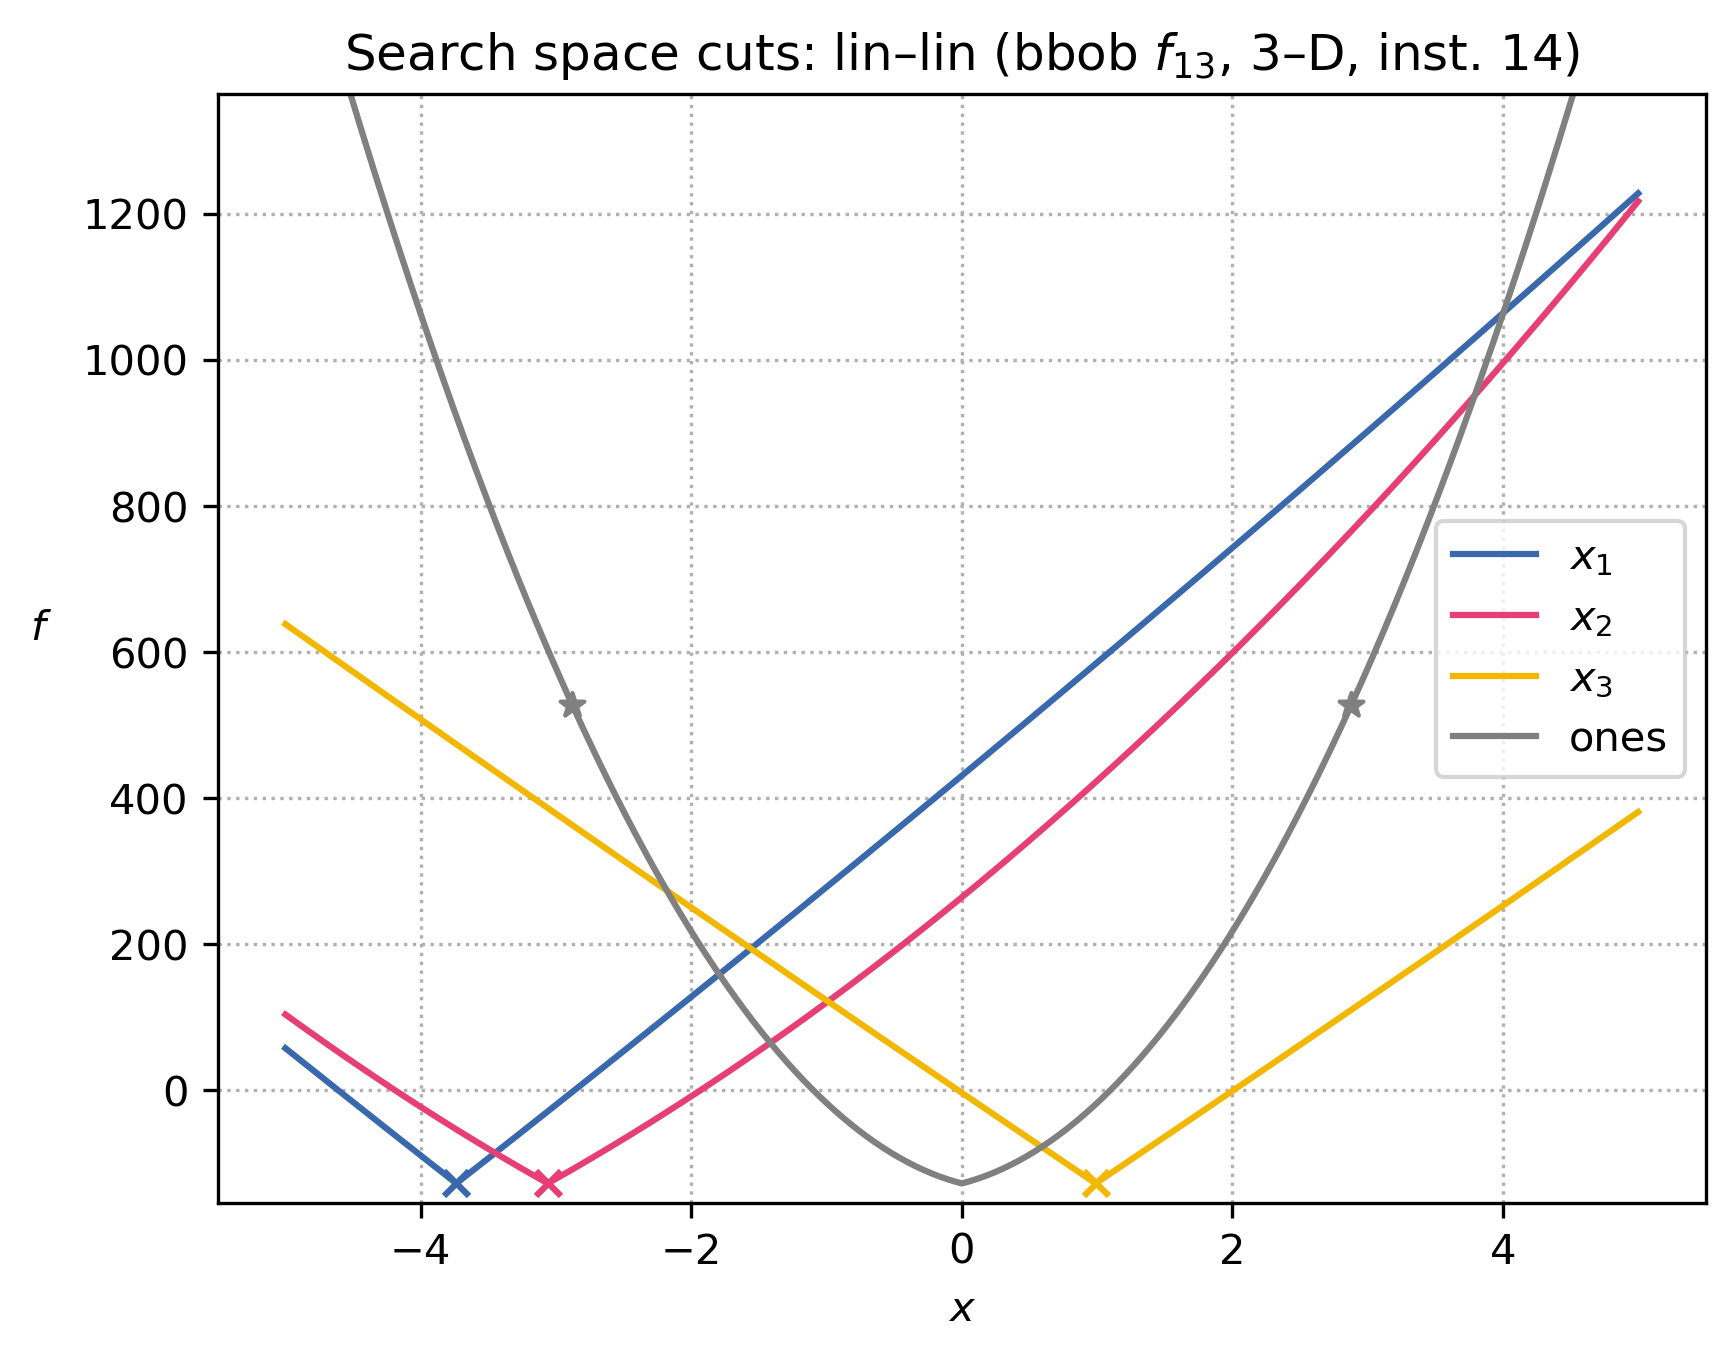 Search space cuts: lin–lin (bbob f13, 3–D, inst. 14)
1200
1000
800
600
400
200
0
f
x1
x2
x3
ones
−4
−2
0
2
4
x